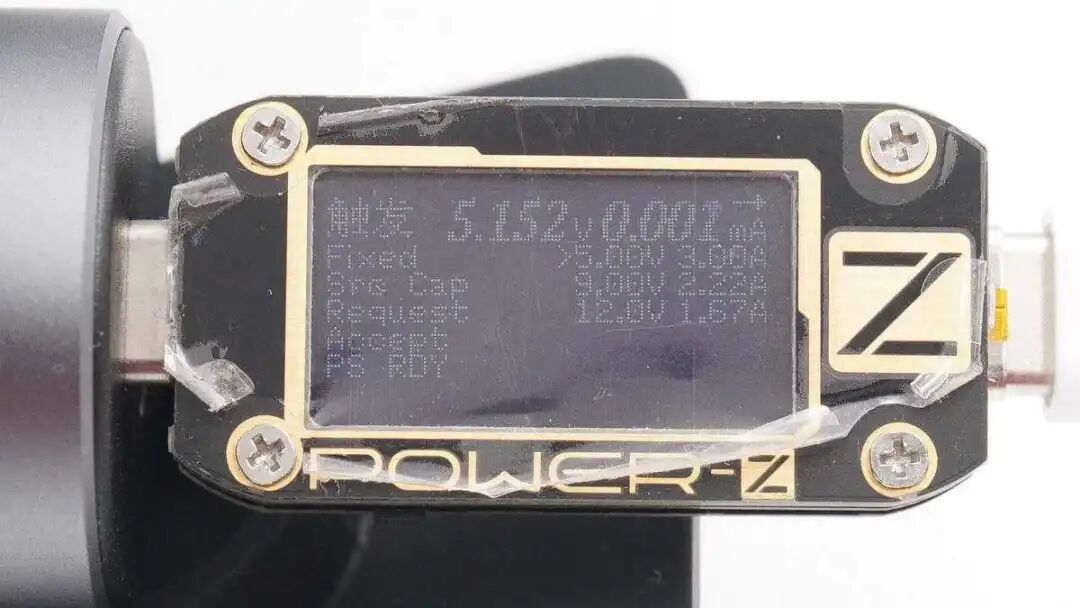 触发 5.152V 0.001mA
Fixed >5.00V 3.00A
Src Cap 9.00V 2.22A
Request 12.0V 1.67A
Accept
PS RDY
Z
POWER-Z